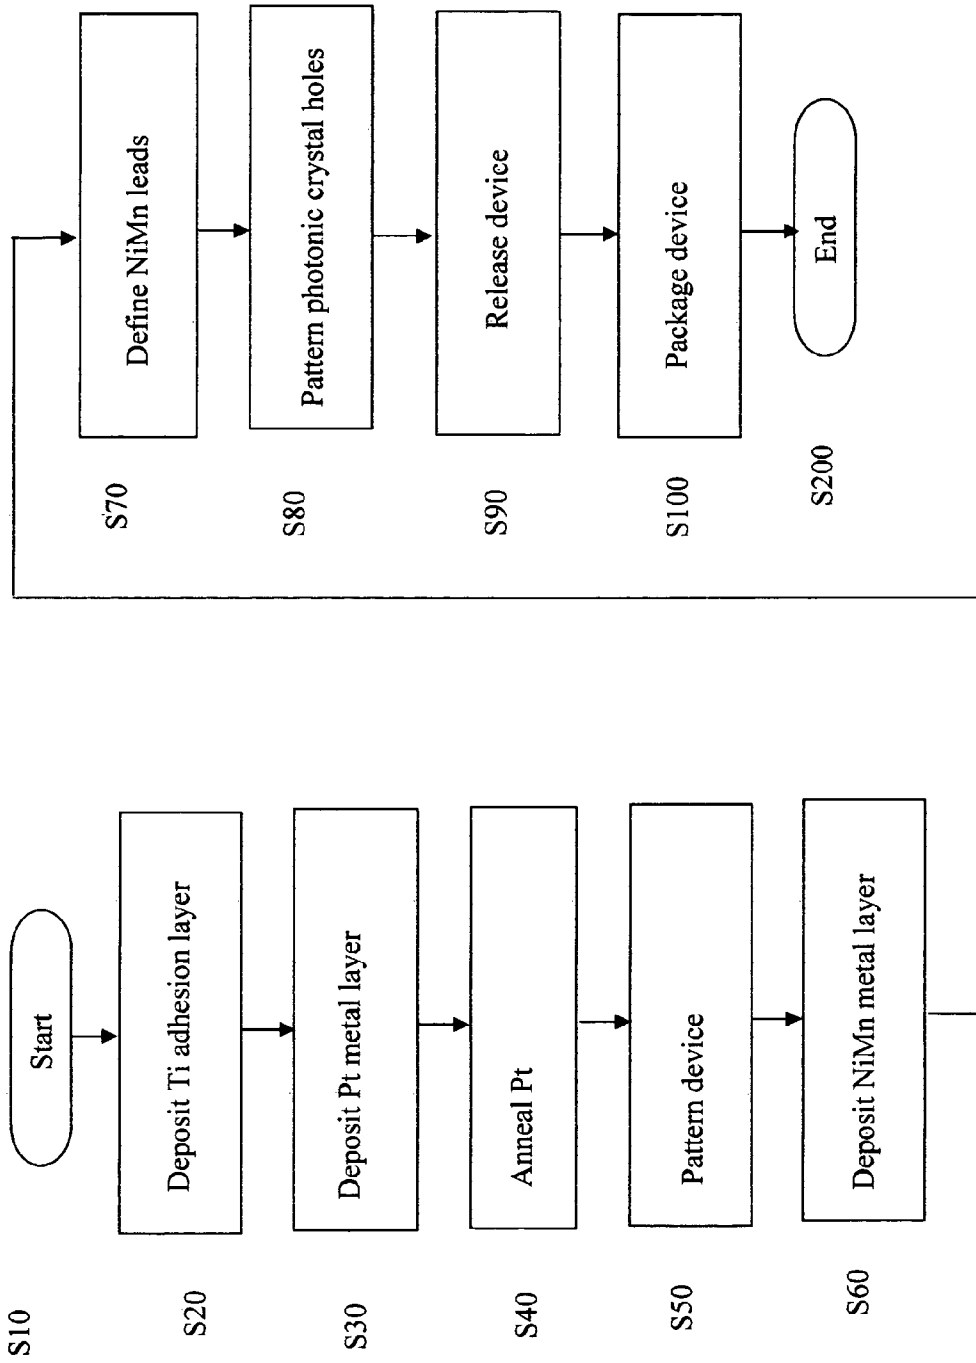 S10
Start
S20
Deposit Ti adhesion layer
S30
Deposit Pt metal layer
S40
Anneal Pt
S50
Pattern device
S60
Deposit NiMn metal layer
S70
Define NiMn leads
S80
Pattern photonic crystal holes
S90
Release device
S100
Package device
S200
End